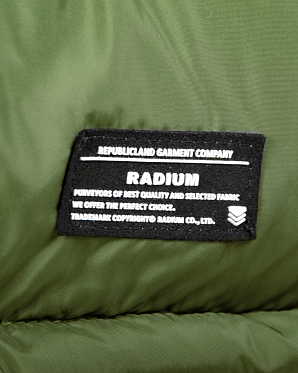 REPUBLICLAND GARMENT COMPANY
RADIUM
PURVEYORS OF BEST QUALITY AND SELECTED FABRIC
WE OFFER THE PERFECT CHOICE.
TRADEMARK COPYRIGHT© RADIUM CO., LTD.